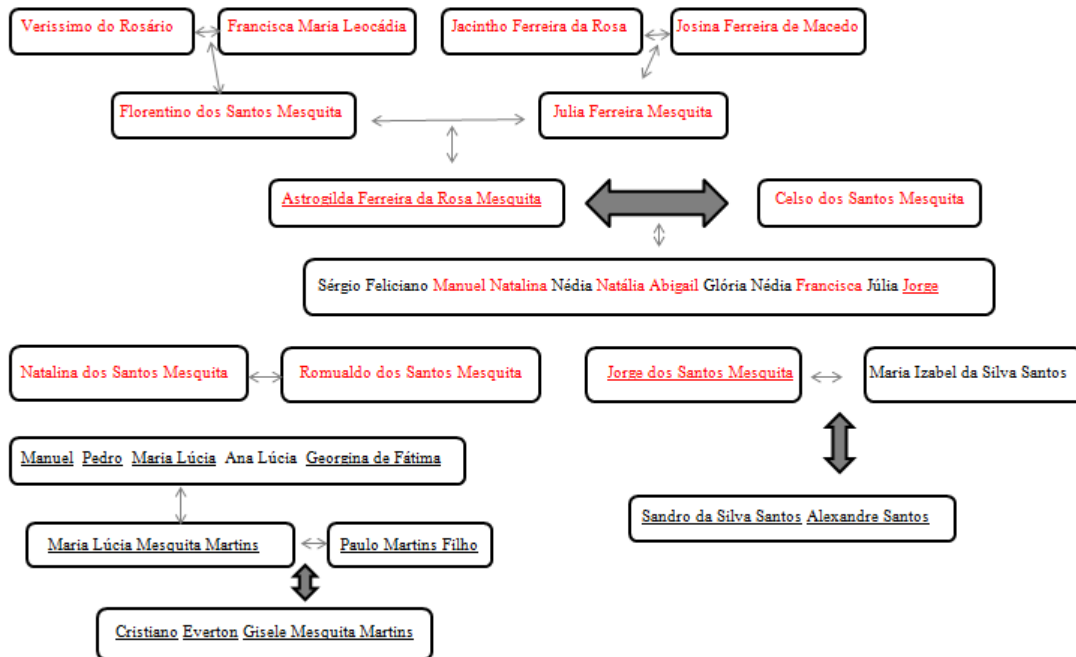 Verissimo do Rosário
Francisca Maria Leocádia
Jacintho Ferreira da Rosa
Josina Ferreira de Macedo
Florentino dos Santos Mesquita
Julia Ferreira Mesquita
Astrogilda Ferreira da Rosa Mesquita
Celso dos Santos Mesquita
Sérgio Feliciano Manuel Natalina Nédia Natália Abigail Glória Nédia Francisca Júlia Jorge
Natalina dos Santos Mesquita
Romualdo dos Santos Mesquita
Jorge dos Santos Mesquita
Maria Izabel da Silva Santos
Manuel Pedro Maria Lúcia Ana Lúcia Georgina de Fátima
Sandro da Silva Santos Alexandre Santos
Maria Lúcia Mesquita Martins
Paulo Martins Filho
Cristiano Everton Gisele Mesquita Martins